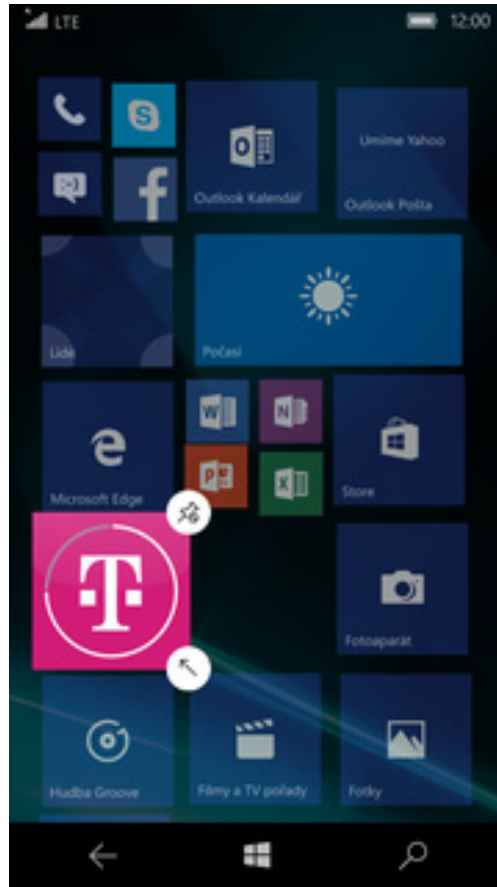 LTE
12:00
Umíme Yahoo
Outlook Kalendář
Outlook Pošta
Lidé
Počasí
Microsoft Edge
Store
T
Fotoaparát
Hudba Groove
Filmy a TV pořady
Fotky